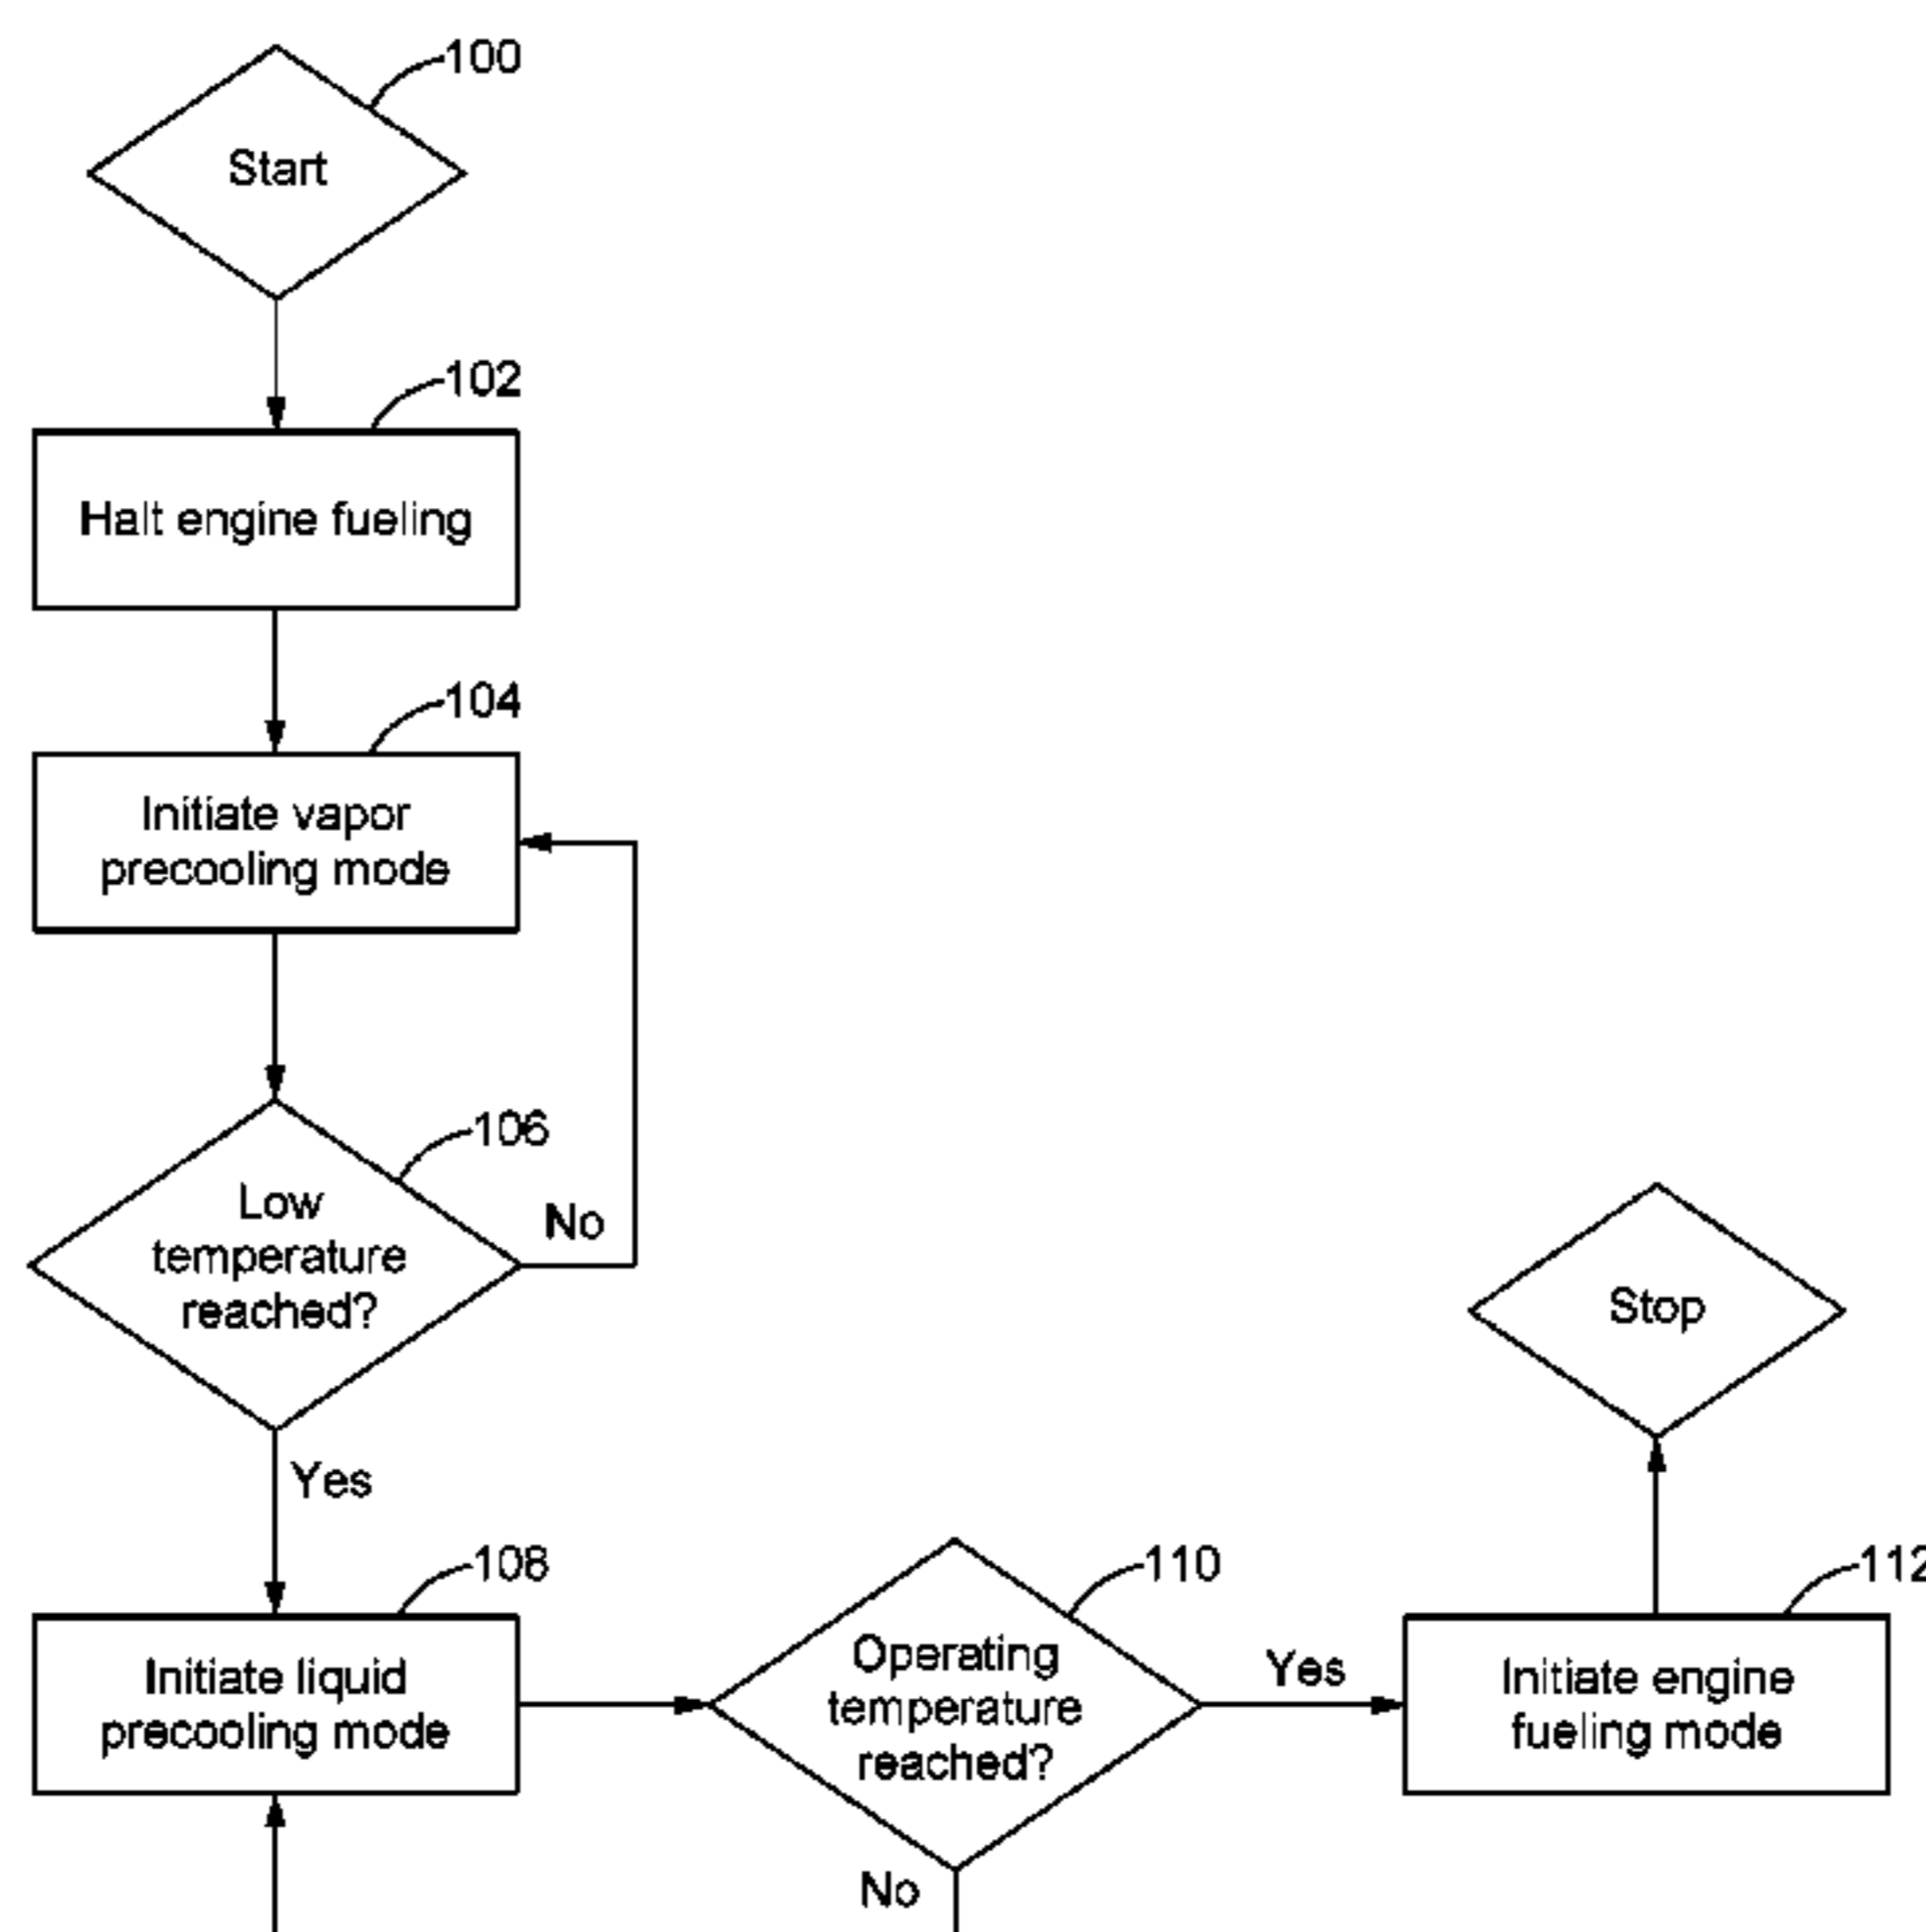 100
Start
102
Halt engine fueling
104
Initiate vapor
precooling mode
106
Low
temperature
reached?
No
Yes
Stop
108
Initiate liquid
precooling mode
110
Operating
temperature
reached?
Yes
No
112
Initiate engine
fueling mode